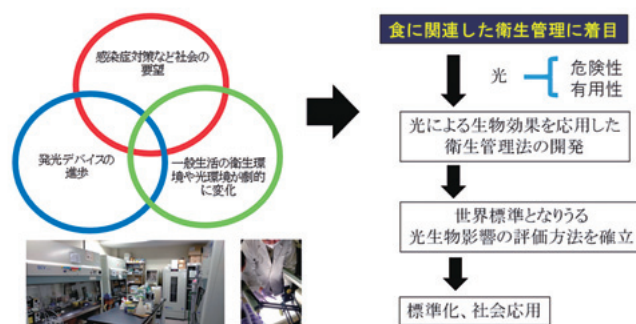 感染症対策など社会の
要望
発光デバイスの
進歩
一般生活の衛生環
境や光環境が劇的
に変化
食に関連した衛生管理に着目
光
危険性
有用性
光による生物効果を応用した
衛生管理法の開発
世界標準となりうる
光生物影響の評価方法を確立
標準化、社会応用